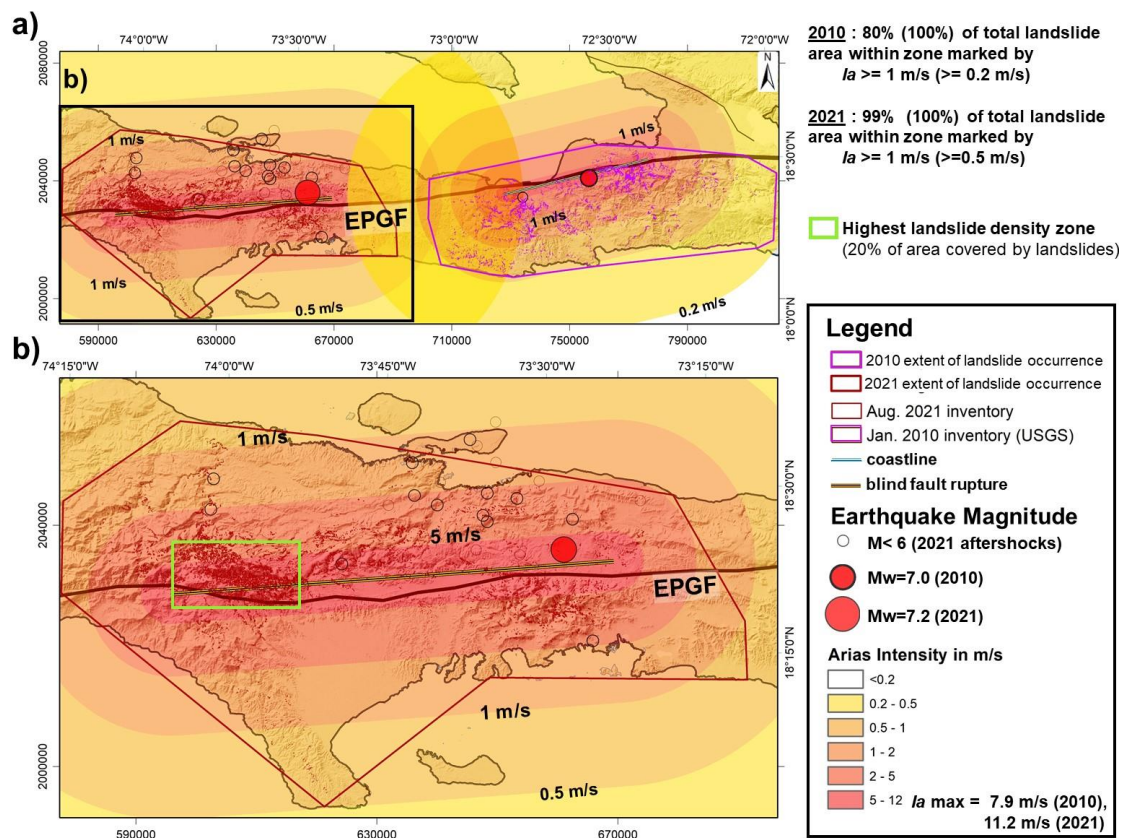 a)
74°0'0"W
73°30'0"W
73°0'0"W
72°30'0"W
72°0'0"W
2080000
2040000
2000000
b)
N
1 m/s
1 m/s
EPGF
1 m/s
0.5 m/s
1 m/s
0.2 m/s
18°30'0"N
18°0'0"N
590000
630000
670000
710000
750000
790000
b)
74°15'0"W
74°0'0"W
73°45'0"W
73°30'0"W
73°15'0"W
2040000
2000000
1 m/s
5 m/s
EPGF
1 m/s
0.5 m/s
18°30'0"N
18°15'0"N
590000
630000
670000
2010 : 80% (100%) of total landslide
area within zone marked by
Ia >= 1 m/s (>= 0.2 m/s)
2021: 99% (100%) of total landslide
area within zone marked by
Ia >= 1 m/s (>=0.5 m/s)
Highest landslide density zone
(20% of area covered by landslides)
Legend
2010 extent of landslide occurrence
2021 extent of landslide occurrence
Aug. 2021 inventory
Jan. 2010 inventory (USGS)
coastline
blind fault rupture
Earthquake Magnitude
M< 6 (2021 aftershocks)
Mw=7.0 (2010)
Mw=7.2 (2021)
Arias Intensity in m/s
<0.2
0.2 - 0.5
0.5 - 1
1 - 2
2 - 5
5 - 12
Ia max = 7.9 m/s (2010),
11.2 m/s (2021)